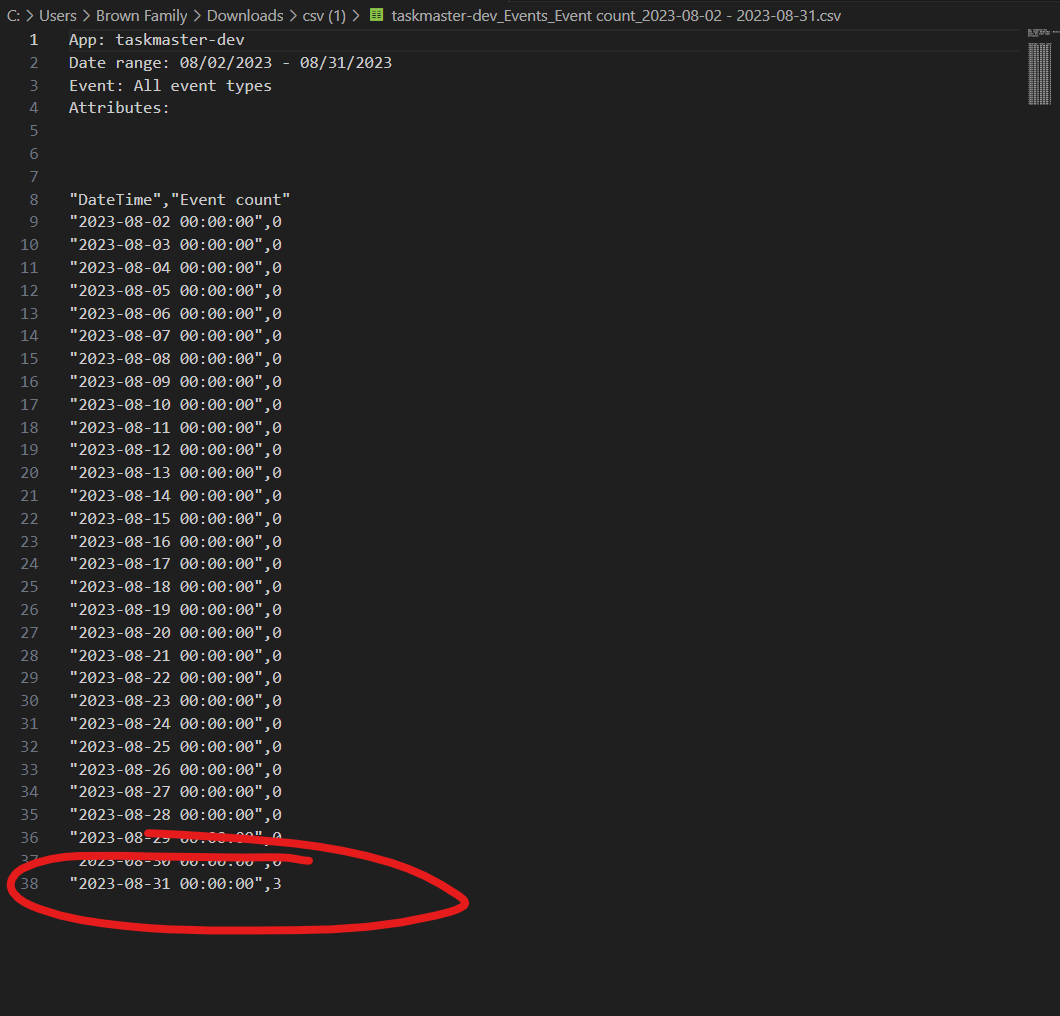 C: > Users > Brown Family > Downloads > csv (1) > taskmaster-dev_Events_Event count_2023-08-02 - 2023-08-31.csv
1 App: taskmaster-dev
2 Date range: 08/02/2023 - 08/31/2023
3 Event: All event types
4 Attributes:
5
6
7
8 "DateTime","Event count"
9 "2023-08-02 00:00:00",0
10 "2023-08-03 00:00:00",0
11 "2023-08-04 00:00:00",0
12 "2023-08-05 00:00:00",0
13 "2023-08-06 00:00:00",0
14 "2023-08-07 00:00:00",0
15 "2023-08-08 00:00:00",0
16 "2023-08-09 00:00:00",0
17 "2023-08-10 00:00:00",0
18 "2023-08-11 00:00:00",0
19 "2023-08-12 00:00:00",0
20 "2023-08-13 00:00:00",0
21 "2023-08-14 00:00:00",0
22 "2023-08-15 00:00:00",0
23 "2023-08-16 00:00:00",0
24 "2023-08-17 00:00:00",0
25 "2023-08-18 00:00:00",0
26 "2023-08-19 00:00:00",0
27 "2023-08-20 00:00:00",0
28 "2023-08-21 00:00:00",0
29 "2023-08-22 00:00:00",0
30 "2023-08-23 00:00:00",0
31 "2023-08-24 00:00:00",0
32 "2023-08-25 00:00:00",0
33 "2023-08-26 00:00:00",0
34 "2023-08-27 00:00:00",0
35 "2023-08-28 00:00:00",0
36 "2023-08-29 00:00:00",0
37 "2023-08-30 00:00:00",0
38 "2023-08-31 00:00:00",3